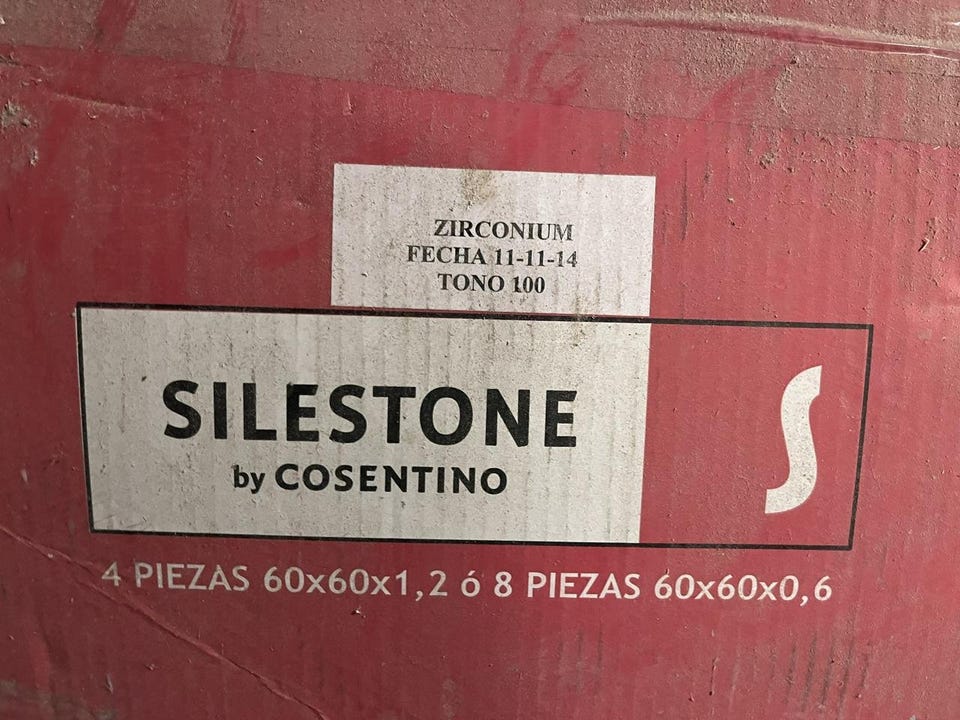 ZIRCONIUM
FECHA 11-11-14
TONO 100
SILESTONE
by COSENTINO
S
4 PIEZAS 60x60x1,2 ó 8 PIEZAS 60x60x0,6